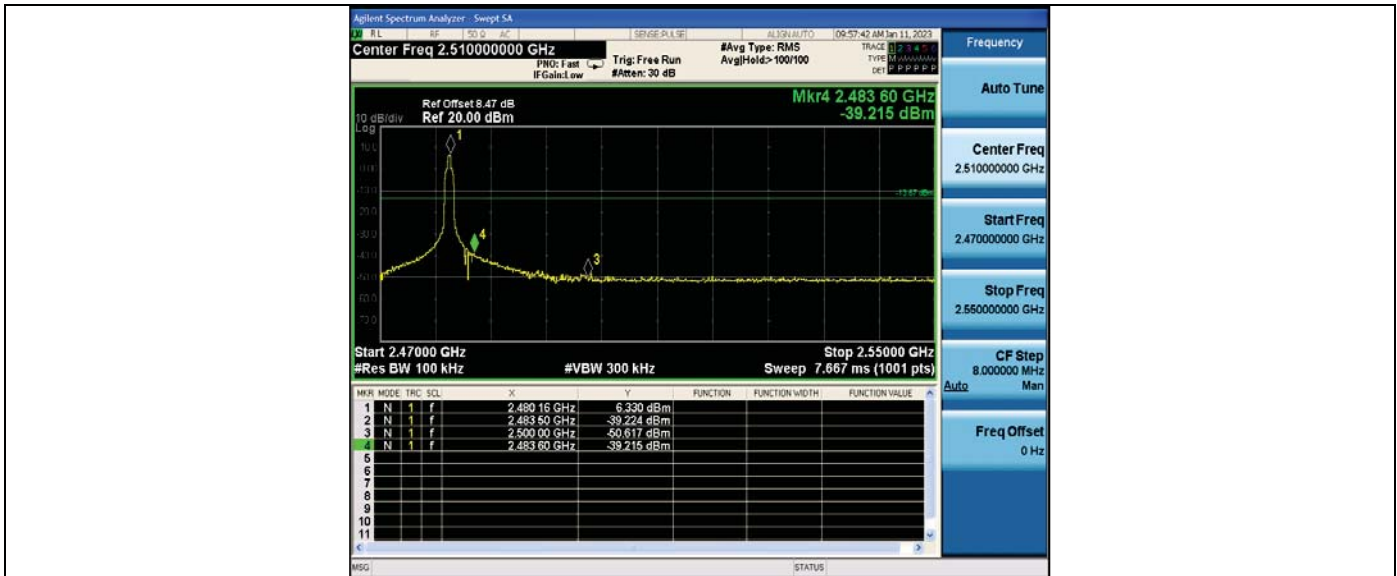 Agilent Spectrum Analyzer - Swept SA
RL RF 50 Ω AC SENSE:PULSE ALIGN AUTO 09:57:42 AM Jan 11, 2023
Center Freq 2.510000000 GHz
PNO: Fast
IFGain:Low
Trig: Free Run
#Atten: 30 dB
#Avg Type: RMS
Avg|Hold:>100/100
TRACE 1 2 3 4 5 6
TYPE M
DET P P P P P P
Mkr4 2.483 60 GHz
-39.215 dBm
Ref Offset 8.47 dB
10 dB/div Ref 20.00 dBm
Log
1
4
3
-13.67 dBm
Start 2.47000 GHz Stop 2.55000 GHz
#Res BW 100 kHz #VBW 300 kHz Sweep 7.667 ms (1001 pts)
MKR MODE TRC SCL X Y FUNCTION FUNCTION WIDTH FUNCTION VALUE
1 N 1 f 2.480 16 GHz 6.330 dBm
2 N 1 f 2.483 50 GHz -39.224 dBm
3 N 1 f 2.500 00 GHz -50.617 dBm
4 N 1 f 2.483 60 GHz -39.215 dBm
5
6
7
8
9
10
11
MSG STATUS
Frequency
Auto Tune
Center Freq
2.510000000 GHz
Start Freq
2.470000000 GHz
Stop Freq
2.550000000 GHz
CF Step
8.000000 MHz
Auto Man
Freq Offset
0 Hz